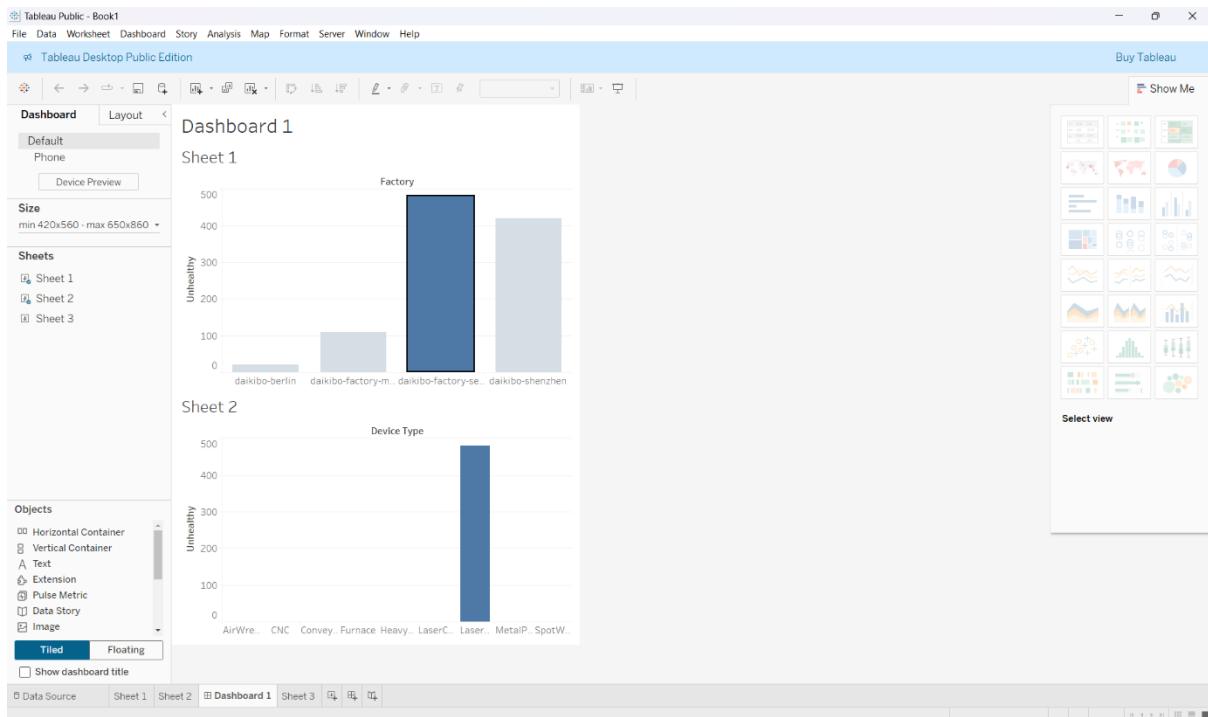 Tableau Public - Book1
File Data Worksheet Dashboard Story Analysis Map Format Server Window Help
Tableau Desktop Public Edition
Buy Tableau
Show Me
Dashboard
Layout
Default
Phone
Device Preview
Size
min 420x560 - max 650x860
Sheets
Sheet 1
Sheet 2
Sheet 3
Objects
Horizontal Container
Vertical Container
Text
Extension
Pulse Metric
Data Story
Image
Tiled
Floating
Show dashboard title
Dashboard 1
Sheet 1
Factory
500
400
300
200
100
0
Unhealthy
daikibo-berlin daikibo-factory-m.. daikibo-factory-se.. daikibo-shenzhen
Sheet 2
Device Type
500
400
300
200
100
0
Unhealthy
AirWre.. CNC Convey.. Furnace Heavy.. LaserC.. Laser.. MetalP.. SpotW..
Select view
Data Source Sheet 1 Sheet 2 Dashboard 1 Sheet 3